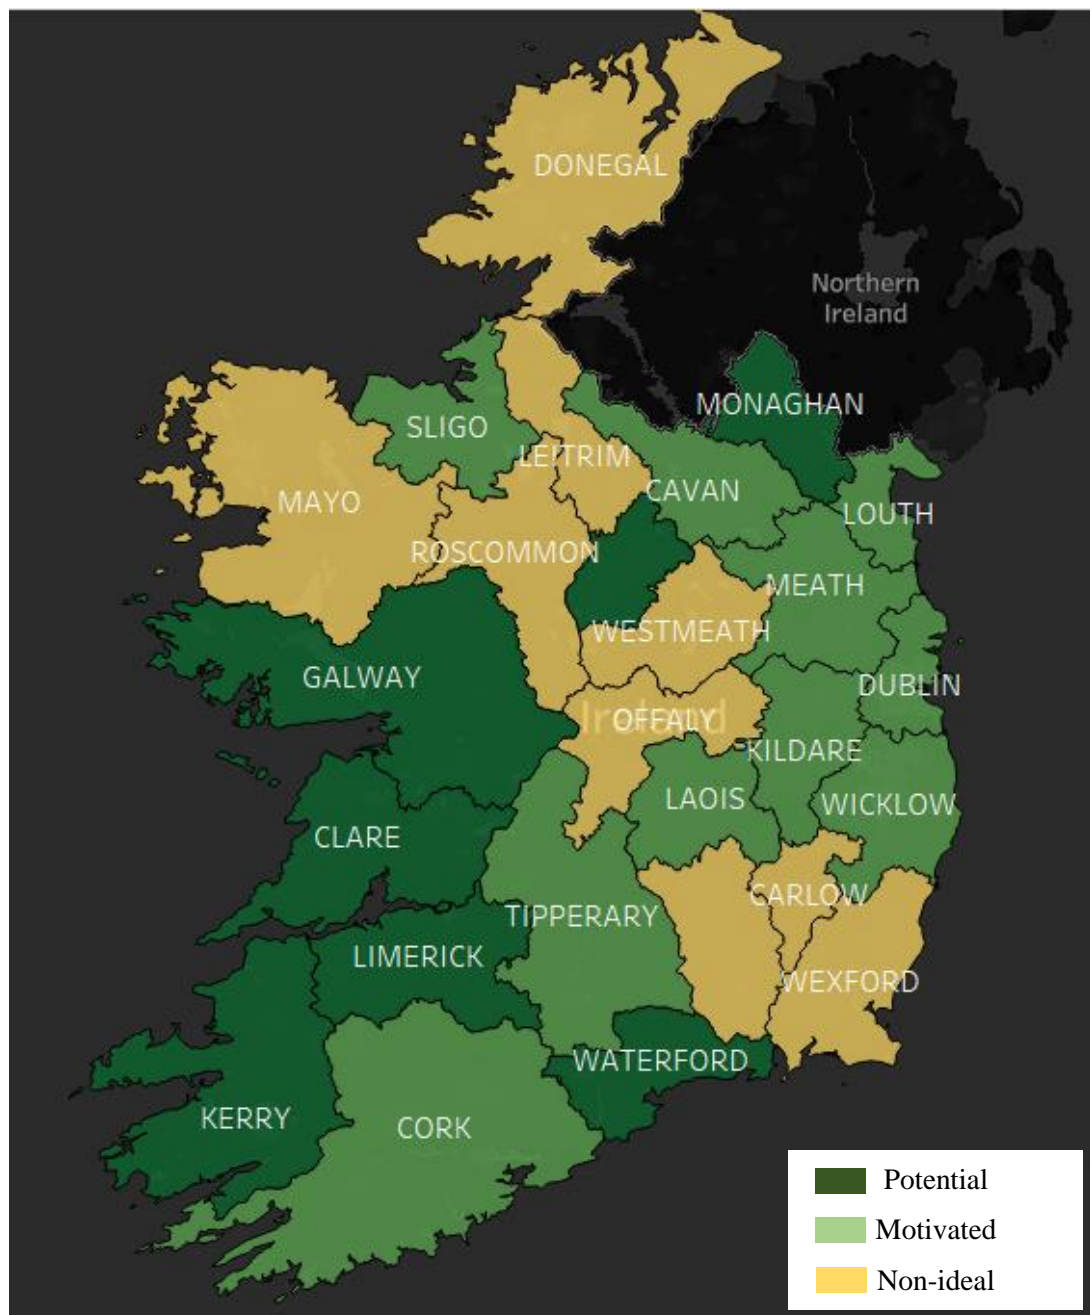 DONEGAL
Northern
Ireland
MONAGHAN
SLIGO
LEITRIM
CAVAN
MAYO
LOUTH
ROSCOMMON
MEATH
WESTMEATH
GALWAY
DUBLIN
OFFALY
Ireland
KILDARE
LAOIS
WICKLOW
CLARE
CARLOW
TIPPERARY
LIMERICK
WEXFORD
WATERFORD
KERRY
CORK
Potential
Motivated
Non-ideal